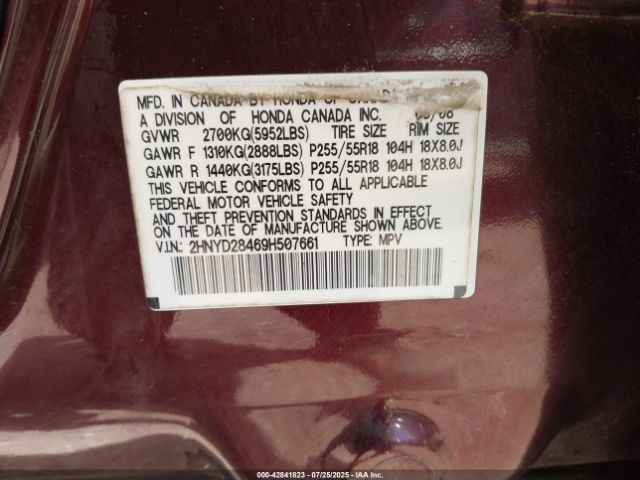 MFD. IN CANADA BY HONDA OF CANADA
A DIVISION OF HONDA CANADA INC. 09/08
GVWR 2700KG(5952LBS) TIRE SIZE RIM SIZE
GAWR F 1310KG(2888LBS) P255/55R18 104H 18X8.0J
GAWR R 1440KG(3175LBS) P255/55R18 104H 18X8.0J
THIS VEHICLE CONFORMS TO ALL APPLICABLE
FEDERAL MOTOR VEHICLE SAFETY
AND THEFT PREVENTION STANDARDS IN EFFECT
ON THE DATE OF MANUFACTURE SHOWN ABOVE.
V.I.N.: 2HNYD28469H507661 TYPE: MPV
000-42841823 | 07/25/2025 | IAA Inc.